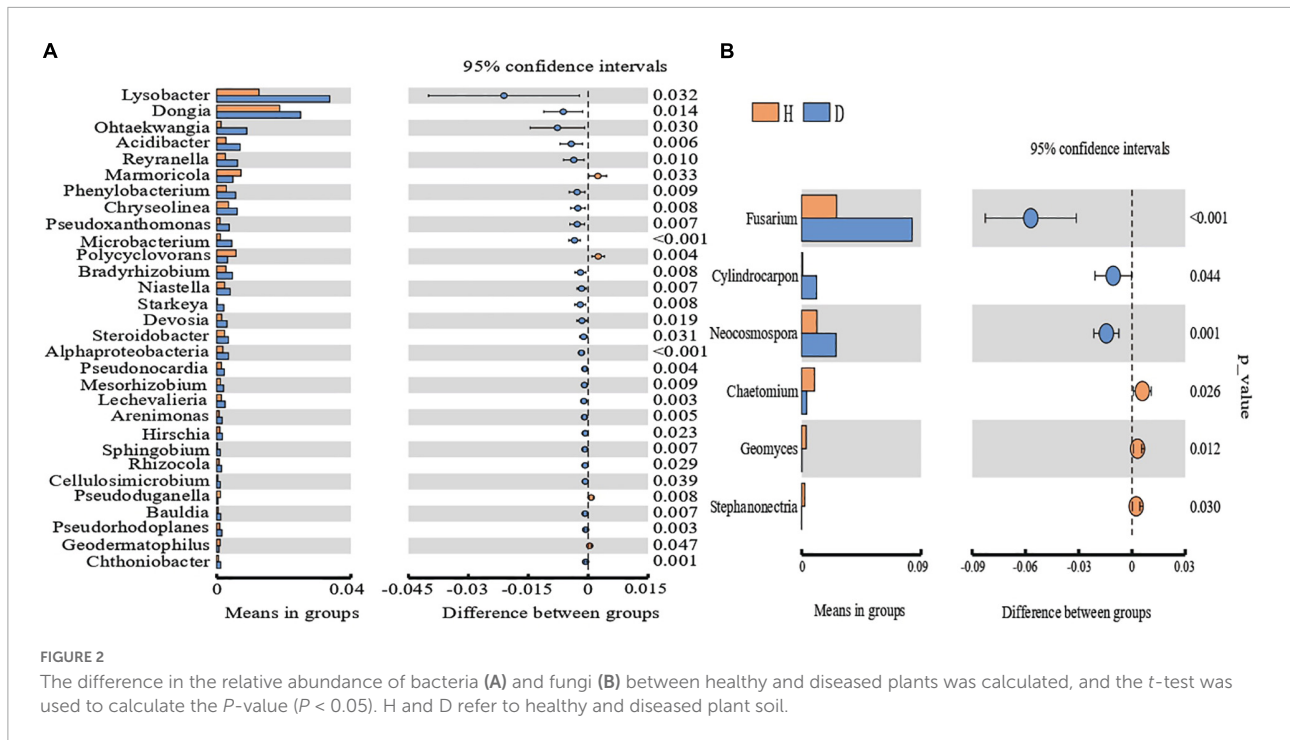 A
95% confidence intervals
Lysobacter 0.032
Dongia 0.014
Ohtaekwangia 0.030
Acidibacter 0.006
Reyranella 0.010
Marmoricola 0.033
Phenylobacterium 0.009
Chryseolinea 0.008
Pseudoxanthomonas 0.007
Microbacterium <0.001
Polycyclovorans 0.004
Bradyrhizobium 0.008
Niastella 0.007
Starkeya 0.008
Devosia 0.019
Steroidobacter 0.031
Alphaproteobacteria <0.001
Pseudonocardia 0.004
Mesorhizobium 0.009
Lechevalieria 0.003
Arenimonas 0.005
Hirschia 0.023
Sphingobium 0.007
Rhizocola 0.029
Cellulosimicrobium 0.039
Pseudoduganella 0.008
Bauldia 0.007
Pseudorhodoplanes 0.003
Geodermatophilus 0.047
Chthoniobacter 0.001
0 0.04 -0.045 -0.03 -0.015 0 0.015
Means in groups Difference between groups
B
H D
95% confidence intervals
Fusarium <0.001
Cylindrocarpon 0.044
Neocosmospora 0.001
Chaetomium 0.026
Geomyces 0.012
Stephanonectria 0.030
p_value
0 0.09 -0.09 -0.06 -0.03 0 0.03
Means in groups Difference between groups
FIGURE 2
The difference in the relative abundance of bacteria (A) and fungi (B) between healthy and diseased plants was calculated, and the t-test was
used to calculate the P-value (P < 0.05). H and D refer to healthy and diseased plant soil.